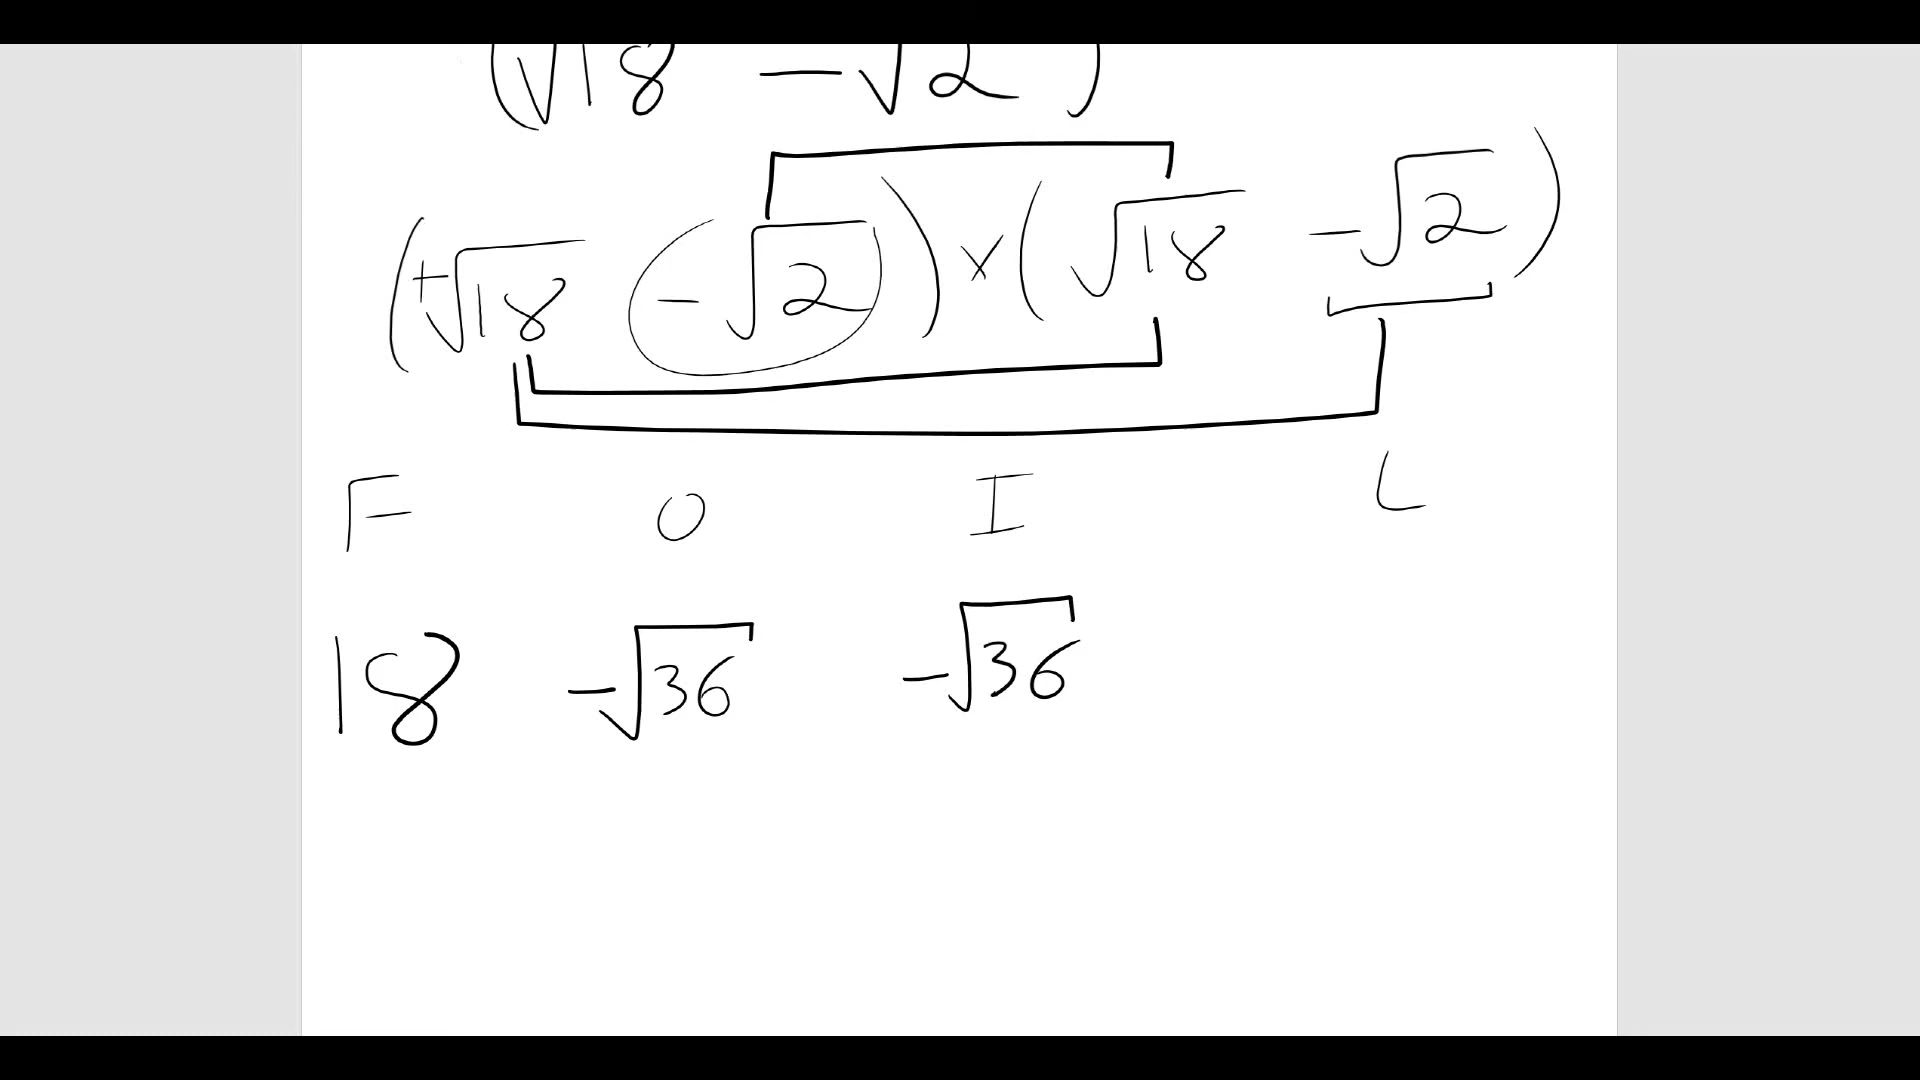 (√18 -√2)
(+√18 -√2) × (√18 -√2)
F O I L
18 -√36 -√36